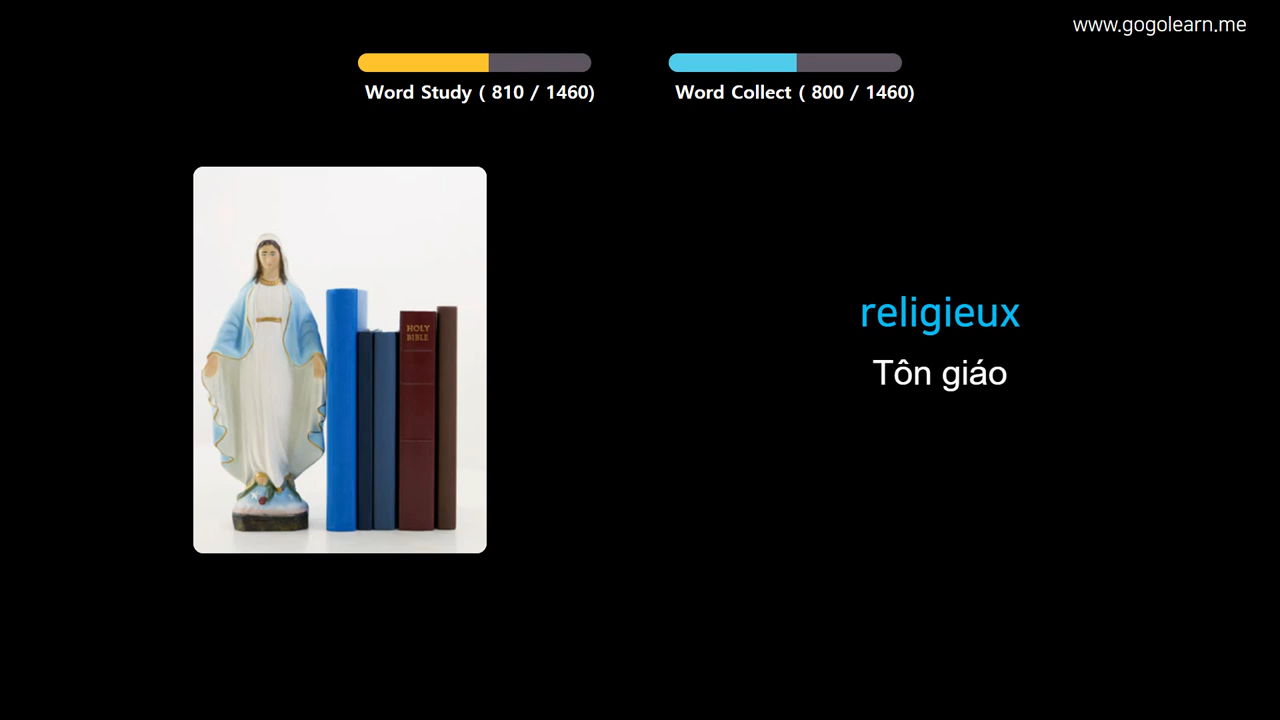 www.gogolearn.me
Word Study ( 810 / 1460)
Word Collect ( 800 / 1460)
HOLY
BIBLE
religieux
Tôn giáo